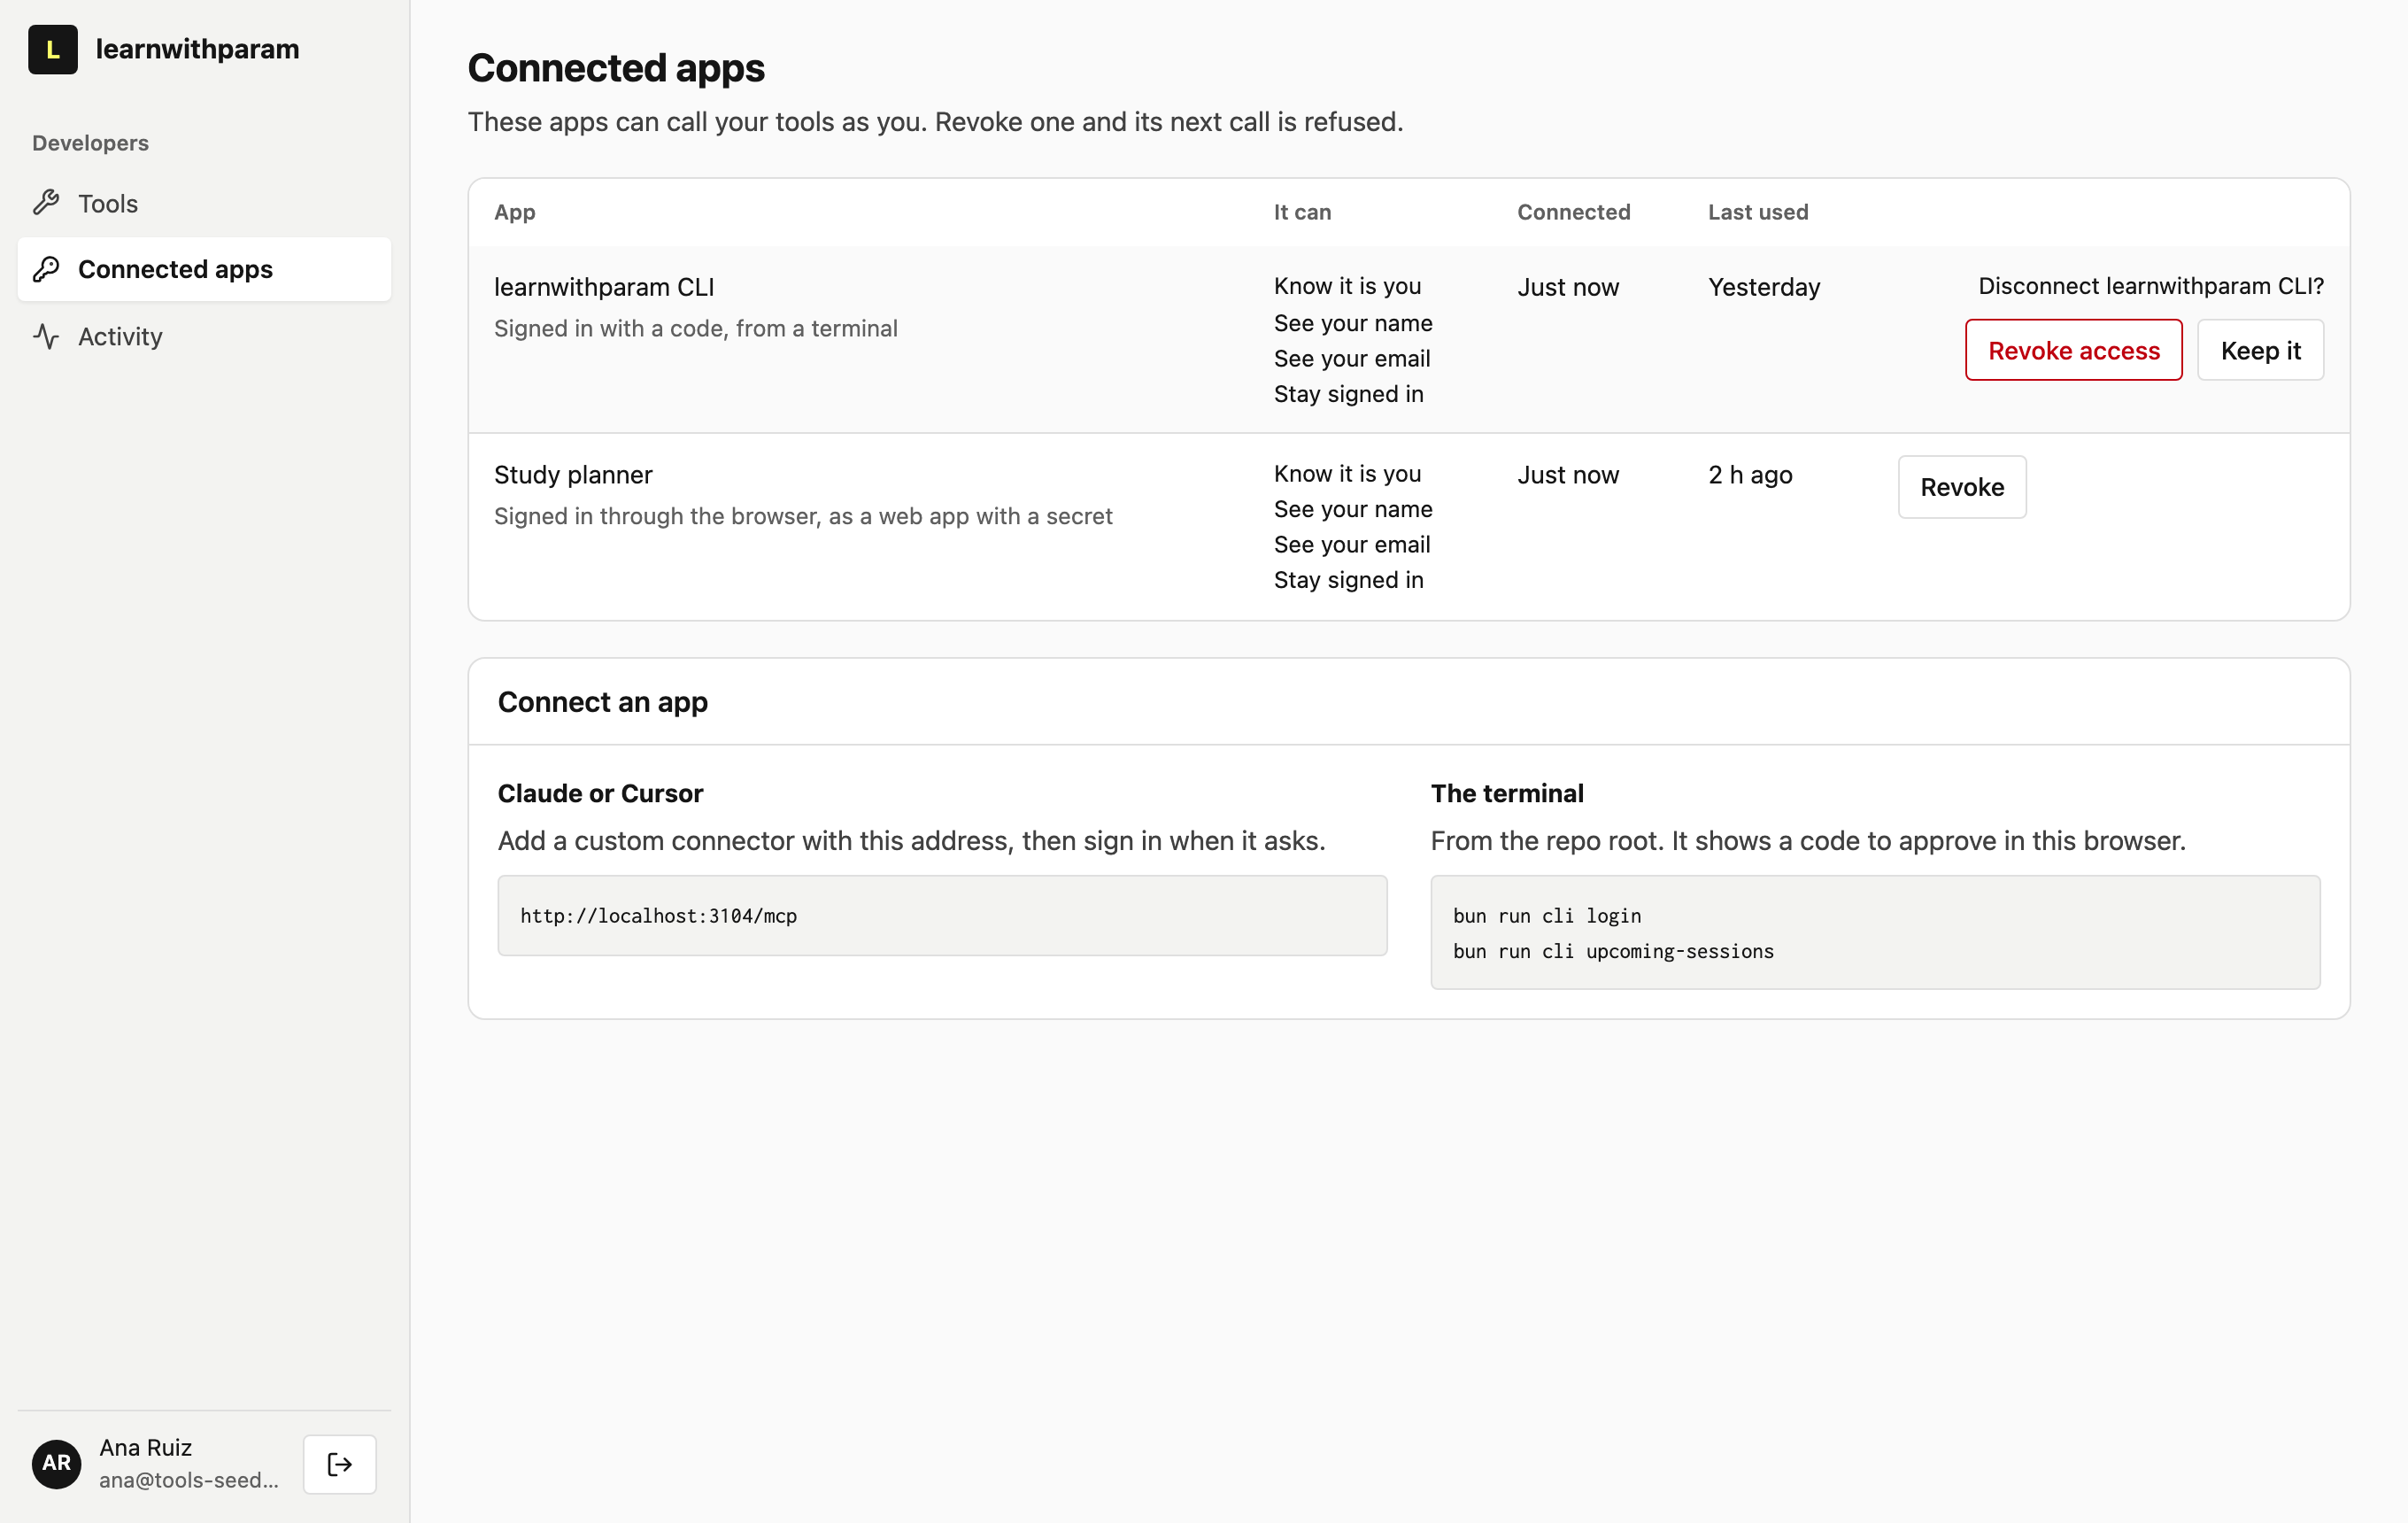 L
learnwithparam
Developers
Tools
Connected apps
Activity
AR
Ana Ruiz
ana@tools-seed...
Connected apps
These apps can call your tools as you. Revoke one and its next call is refused.
App
It can
Connected
Last used
learnwithparam CLI
Signed in with a code, from a terminal
Know it is you
See your name
See your email
Stay signed in
Just now
Yesterday
Disconnect learnwithparam CLI?
Revoke access
Keep it
Study planner
Signed in through the browser, as a web app with a secret
Know it is you
See your name
See your email
Stay signed in
Just now
2 h ago
Revoke
Connect an app
Claude or Cursor
Add a custom connector with this address, then sign in when it asks.
http://localhost:3104/mcp
The terminal
From the repo root. It shows a code to approve in this browser.
bun run cli login
bun run cli upcoming-sessions